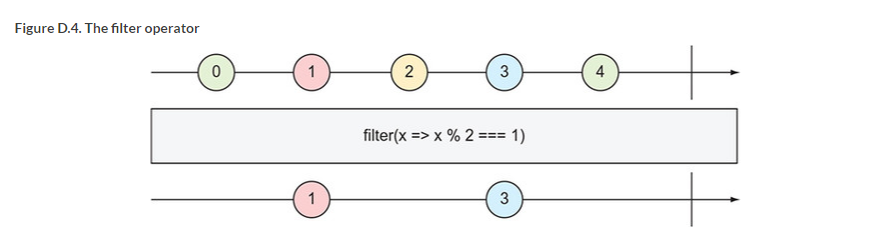 Figure D.4. The filter operator
0 1 2 3 4
filter(x => x % 2 === 1)
1 3